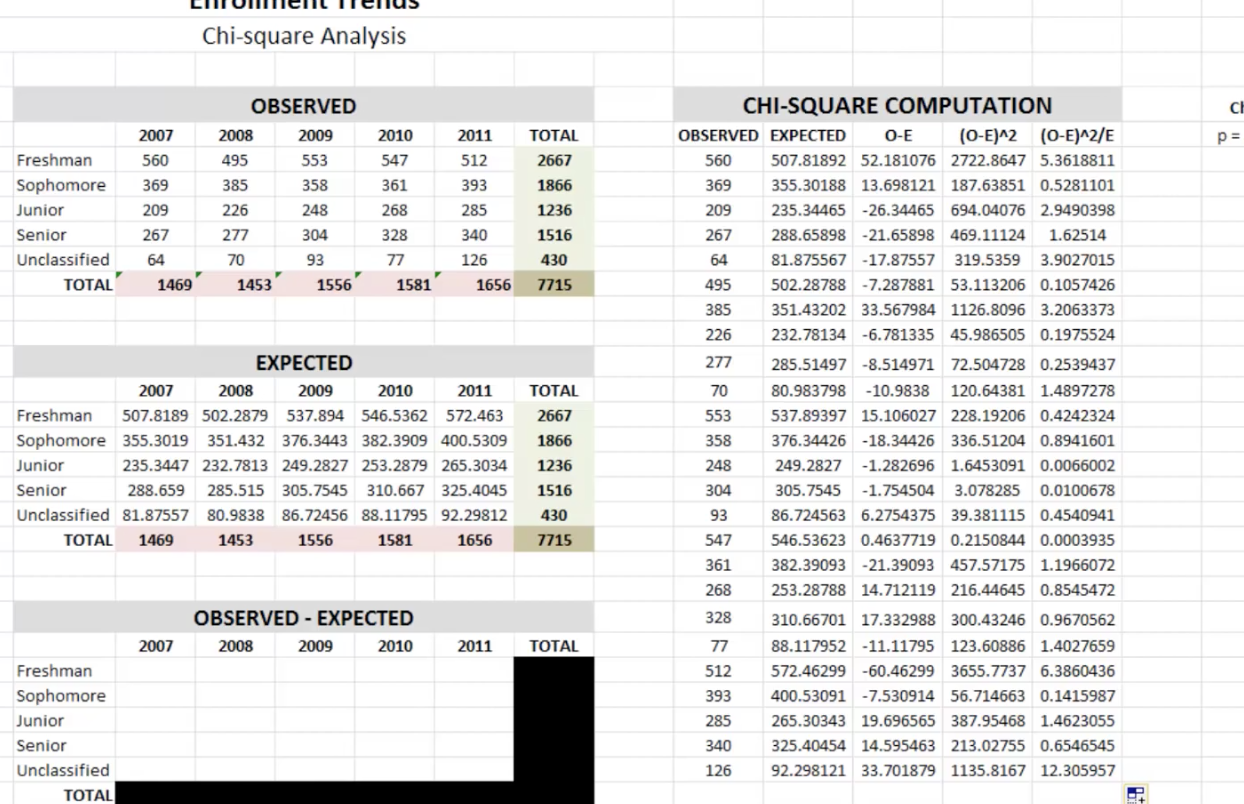 Enrollment Trends
Chi-square Analysis
OBSERVED
2007 2008 2009 2010 2011 TOTAL
Freshman 560 495 553 547 512 2667
Sophomore 369 385 358 361 393 1866
Junior 209 226 248 268 285 1236
Senior 267 277 304 328 340 1516
Unclassified 64 70 93 77 126 430
TOTAL 1469 1453 1556 1581 1656 7715
EXPECTED
2007 2008 2009 2010 2011 TOTAL
Freshman 507.8189 502.2879 537.894 546.5362 572.463 2667
Sophomore 355.3019 351.432 376.3443 382.3909 400.5309 1866
Junior 235.3447 232.7813 249.2827 253.2879 265.3034 1236
Senior 288.659 285.515 305.7545 310.667 325.4045 1516
Unclassified 81.87557 80.9838 86.72456 88.11795 92.29812 430
TOTAL 1469 1453 1556 1581 1656 7715
OBSERVED - EXPECTED
2007 2008 2009 2010 2011 TOTAL
Freshman
Sophomore
Junior
Senior
Unclassified
TOTAL
CHI-SQUARE COMPUTATION
OBSERVED EXPECTED O-E (O-E)^2 (O-E)^2/E
560 507.81892 52.181076 2722.8647 5.3618811
369 355.30188 13.698121 187.63851 0.5281101
209 235.34465 -26.34465 694.04076 2.9490398
267 288.65898 -21.65898 469.11124 1.62514
64 81.875567 -17.87557 319.5359 3.9027015
495 502.28788 -7.287881 53.113206 0.1057426
385 351.43202 33.567984 1126.8096 3.2063373
226 232.78134 -6.781335 45.986505 0.1975524
277 285.51497 -8.514971 72.504728 0.2539437
70 80.983798 -10.9838 120.64381 1.4897278
553 537.89397 15.106027 228.19206 0.4242324
358 376.34426 -18.34426 336.51204 0.8941601
248 249.2827 -1.282696 1.6453091 0.0066002
304 305.7545 -1.754504 3.078285 0.0100678
93 86.724563 6.2754375 39.381115 0.4540941
547 546.53623 0.4637719 0.2150844 0.0003935
361 382.39093 -21.39093 457.57175 1.1966072
268 253.28788 14.712119 216.44645 0.8545472
328 310.66701 17.332988 300.43246 0.9670562
77 88.117952 -11.11795 123.60886 1.4027659
512 572.46299 -60.46299 3655.7737 6.3860436
393 400.53091 -7.530914 56.714663 0.1415987
285 265.30343 19.696565 387.95468 1.4623055
340 325.40454 14.595463 213.02755 0.6546545
126 92.298121 33.701879 1135.8167 12.305957
p =